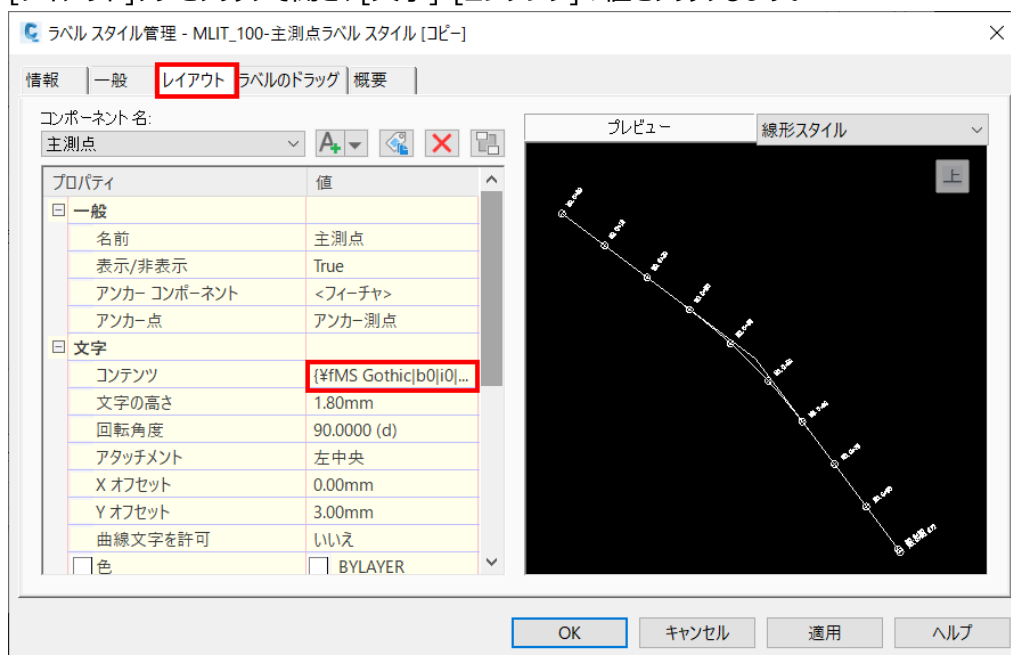 ラベル スタイル管理 - MLIT_100-主測点ラベル スタイル [コピー]
情報 一般 レイアウト ラベルのドラッグ 概要
コンポーネント名:
主測点
プレビュー
線形スタイル
上
プロパティ 値
一般
名前 主測点
表示/非表示 True
アンカー コンポーネント <フィーチャ>
アンカー点 アンカー測点
文字
コンテンツ {¥fMS Gothic|b0|i0|...
文字の高さ 1.80mm
回転角度 90.0000 (d)
アタッチメント 左中央
X オフセット 0.00mm
Y オフセット 3.00mm
曲線文字を許可 いいえ
色 BYLAYER
OK キャンセル 適用 ヘルプ